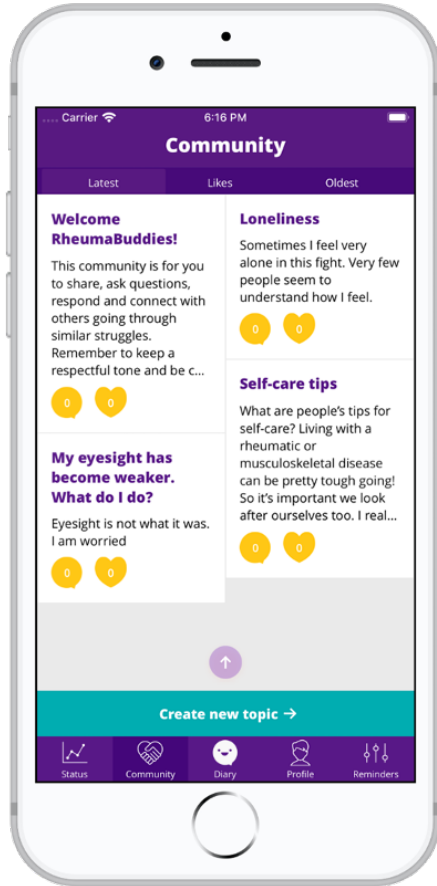 .... Carrier 6:16 PM
Community
Latest Likes Oldest
Welcome
RheumaBuddies!
This community is for you
to share, ask questions,
respond and connect with
others going through
similar struggles.
Remember to keep a
respectful tone and be c...
0 0
My eyesight has
become weaker.
What do I do?
Eyesight is not what it was.
I am worried
0 0
Loneliness
Sometimes I feel very
alone in this fight. Very few
people seem to
understand how I feel.
0 0
Self-care tips
What are people's tips for
self-care? Living with a
rheumatic or
musculoskeletal disease
can be pretty tough going!
So it's important we look
after ourselves too. I real...
0 0
Create new topic →
Status Community Diary Profile Reminders